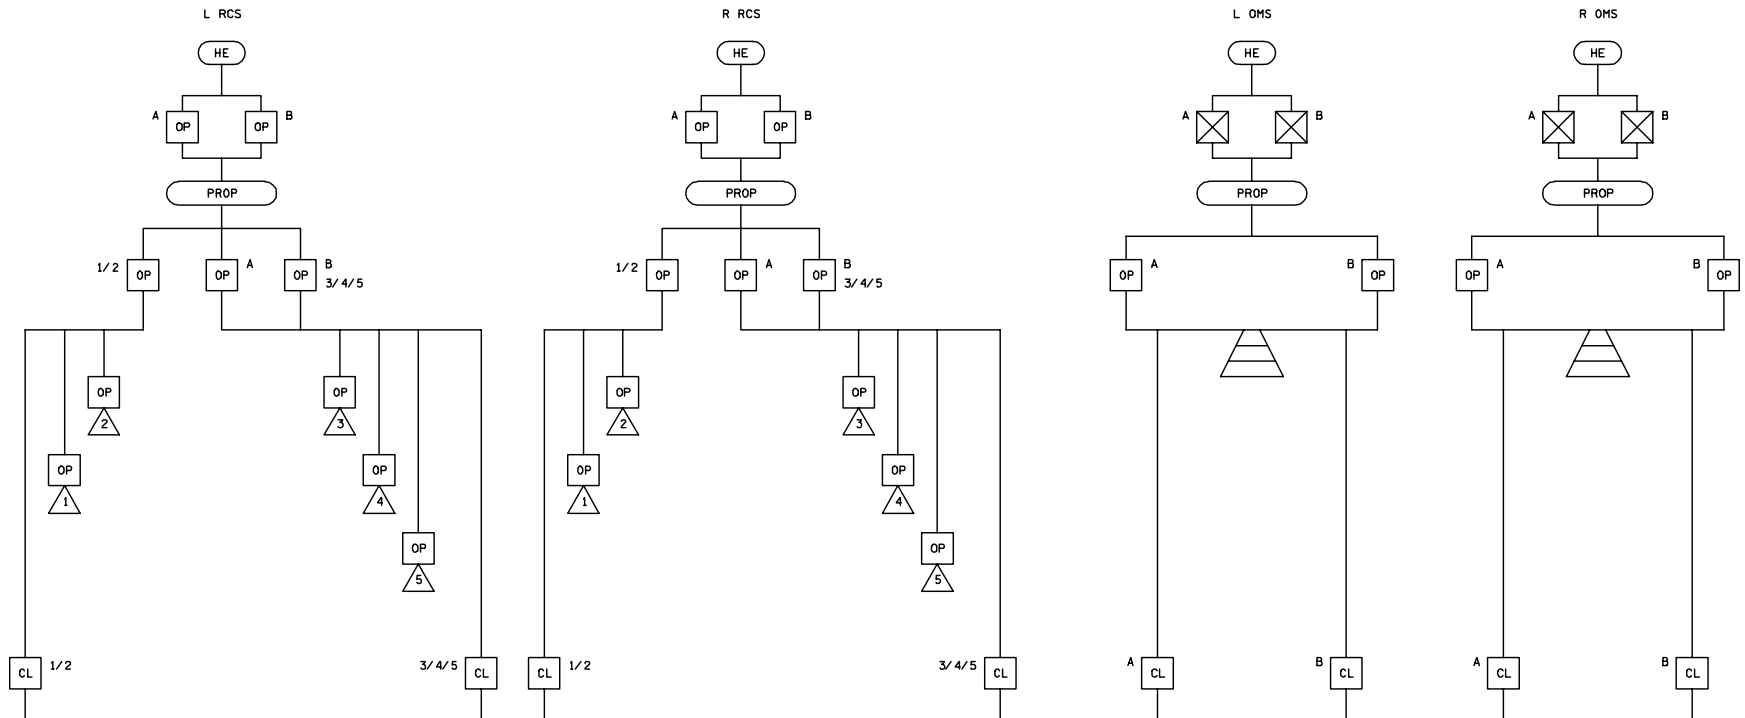 L RCS R RCS L OMS R OMS
HE HE HE HE
A OP OP B A OP OP B A B A B
PROP PROP PROP PROP
1/2 OP OP A OP B 1/2 OP OP A OP B OP A B OP OP A B OP
3/4/5 3/4/5
OP OP OP OP
2 3 2 3
OP OP OP OP
1 4 1 4
OP OP
5 5
CL 1/2 3/4/5 CL CL 1/2 3/4/5 CL A CL B CL A CL B CL